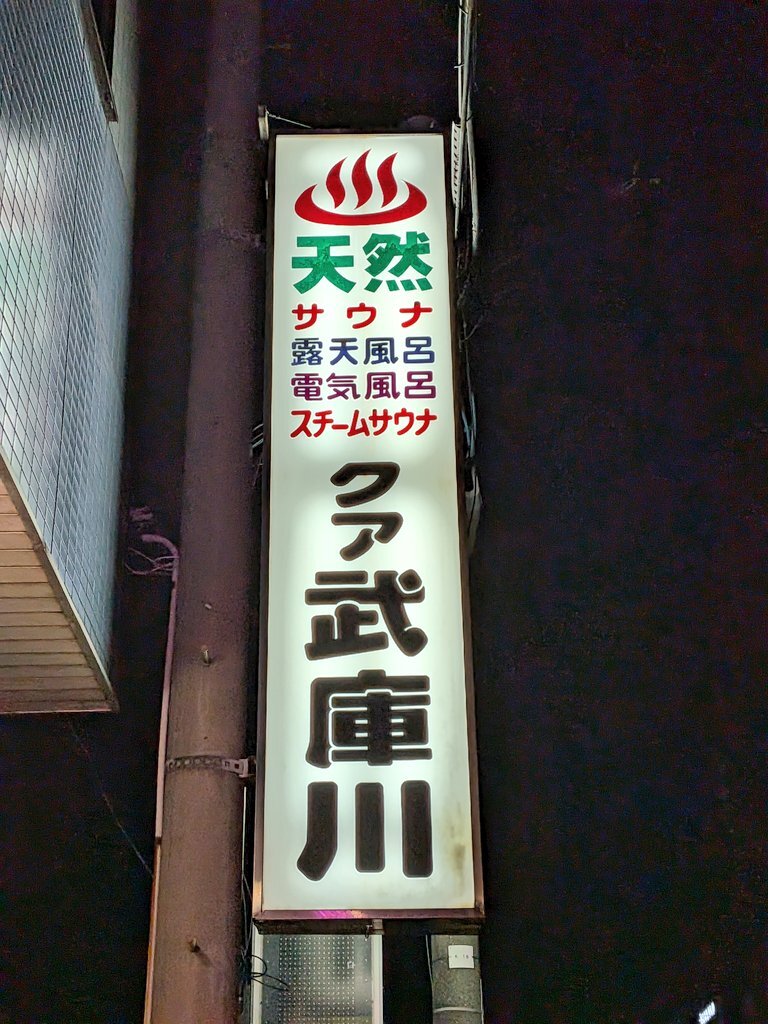 天然
サウナ
露天風呂
電気風呂
スチームサウナ
クア武庫川